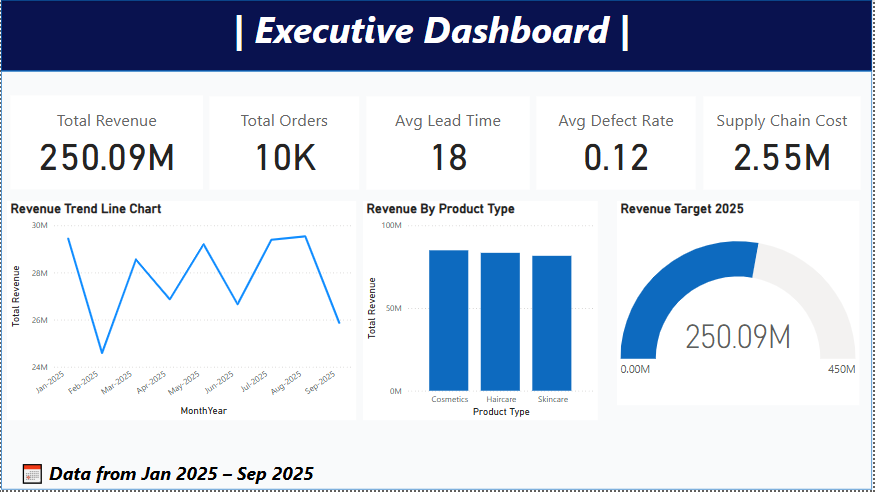 | Executive Dashboard |
Total Revenue
250.09M
Total Orders
10K
Avg Lead Time
18
Avg Defect Rate
0.12
Supply Chain Cost
2.55M
Revenue Trend Line Chart
Total Revenue
30M
28M
26M
24M
Jan-2025
Feb-2025
Mar-2025
Apr-2025
May-2025
Jun-2025
Jul-2025
Aug-2025
Sep-2025
MonthYear
Revenue By Product Type
Total Revenue
100M
50M
0M
Cosmetics
Haircare
Skincare
Product Type
Revenue Target 2025
250.09M
0.00M
450M
Data from Jan 2025 – Sep 2025